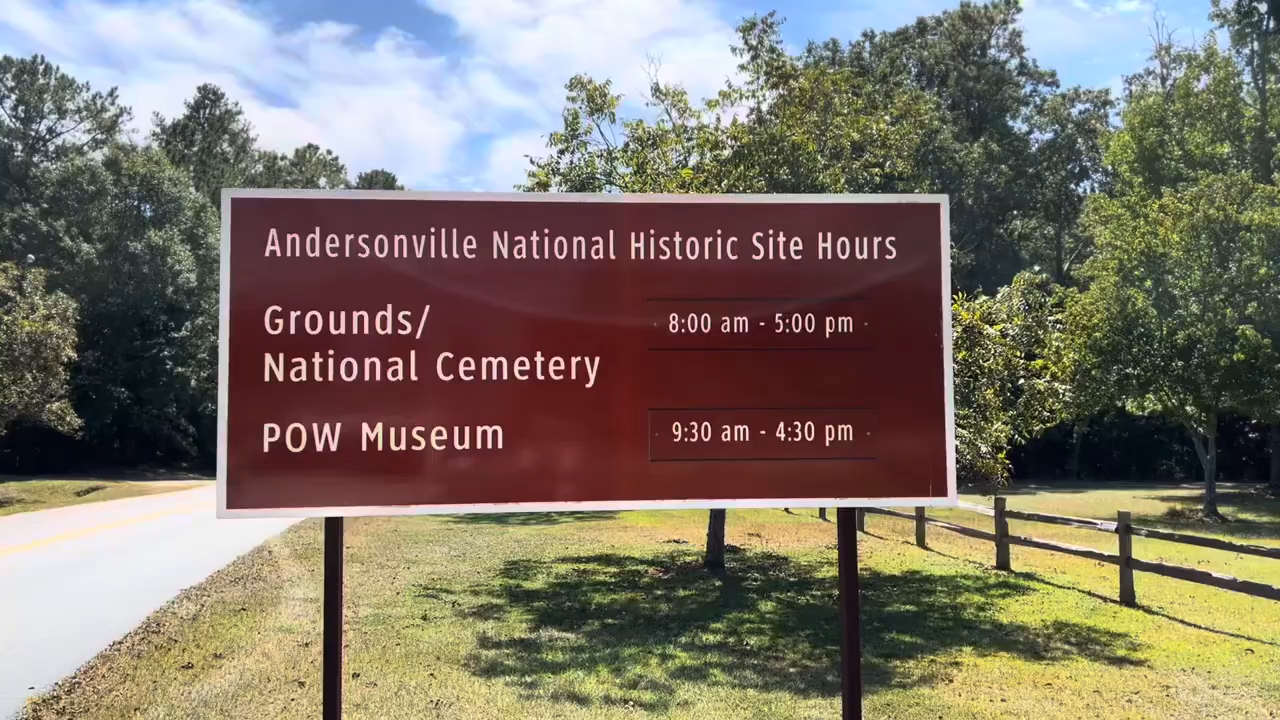 Andersonville National Historic Site Hours
Grounds/
National Cemetery
8:00 am - 5:00 pm
POW Museum
9:30 am - 4:30 pm